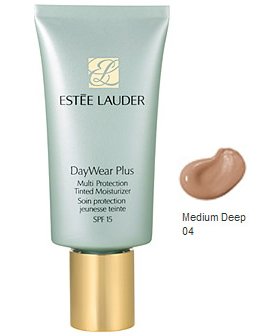 ESTĒE LAUDER
DayWear Plus
Multi Protection
Tinted Moisturizer
Soin protection
jeunesse teinte
SPF 15
Medium Deep
04